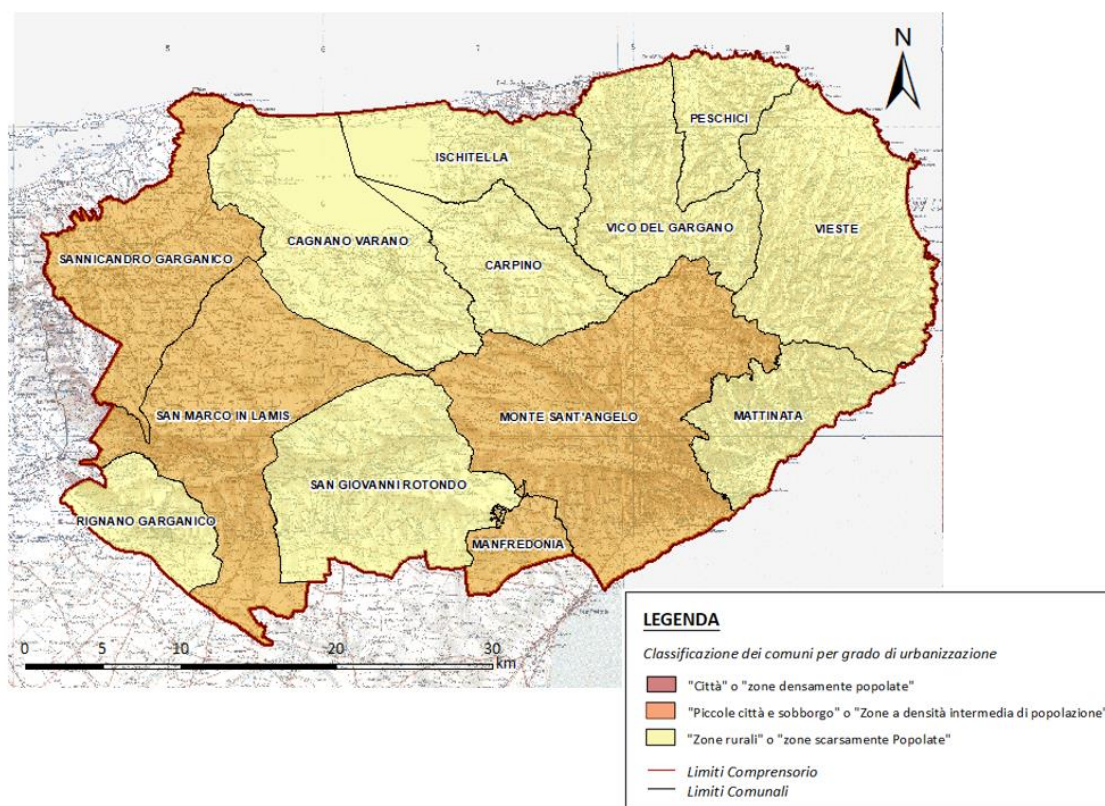 N
PESCHICI
ISCHITELLA
VICO DEL GARGANO
VIESTE
CAGNANO VARANO
SANNICANDRO GARGANICO
CARPINO
SAN MARCO IN LAMIS
MONTE SANT'ANGELO
MATTINATA
SAN GIOVANNI ROTONDO
RIGNANO GARGANICO
MANFREDONIA
0 5 10 20 30
km
LEGENDA
Classificazione dei comuni per grado di urbanizzazione
"Città" o "zone densamente popolate"
"Piccole città e sobborgo" o "Zone a densità intermedia di popolazione"
"Zone rurali" o "zone scarsamente Popolate"
Limiti Comprensorio
Limiti Comunali